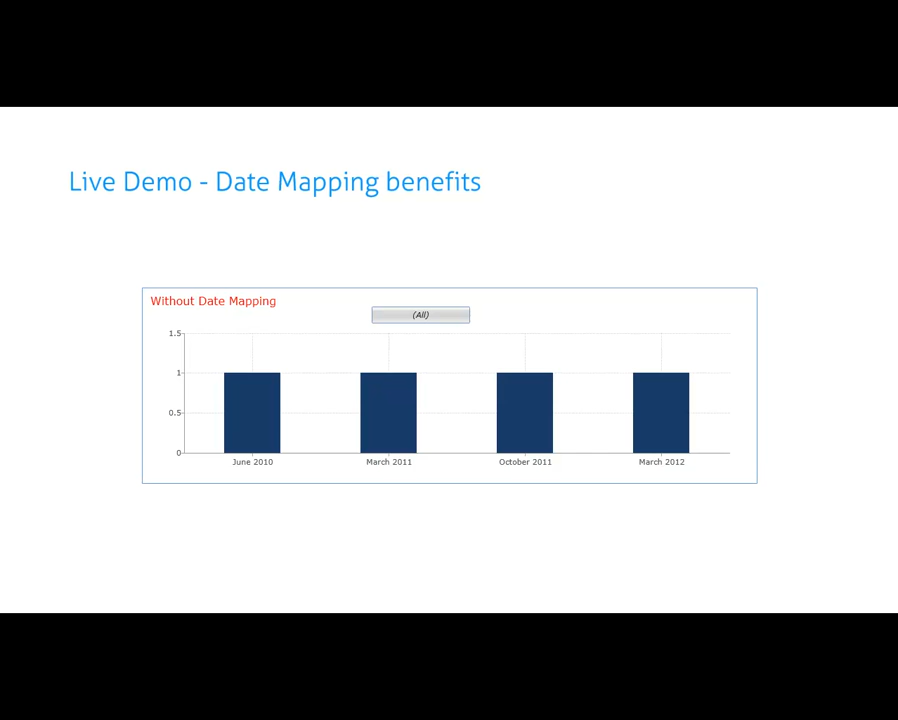 Live Demo - Date Mapping benefits
Without Date Mapping
(All)
1.5
1
0.5
0
June 2010 March 2011 October 2011 March 2012